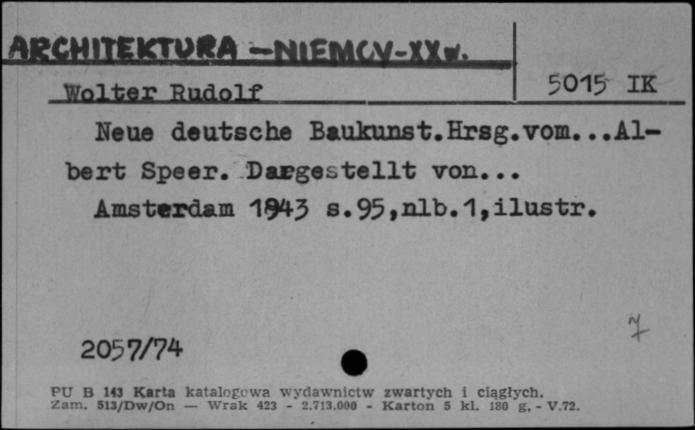 ARCHITEKTURA – NIEMCY – XX w.
5015 IK
Wolter Rudolf
Neue deutsche Baukunst.Hrsg.vom...Al-
bert Speer. Dargestellt von...
Amsterdam 1943 s.95,nlb.1,ilustr.
7
2057/74
PU B 143 Karta katalogowa wydawnictw zwartych i ciągłych.
Zam. 513/Dw/On — Wrak 423 - 2.713.000 - Karton 5 kl. 180 g. - V.72.